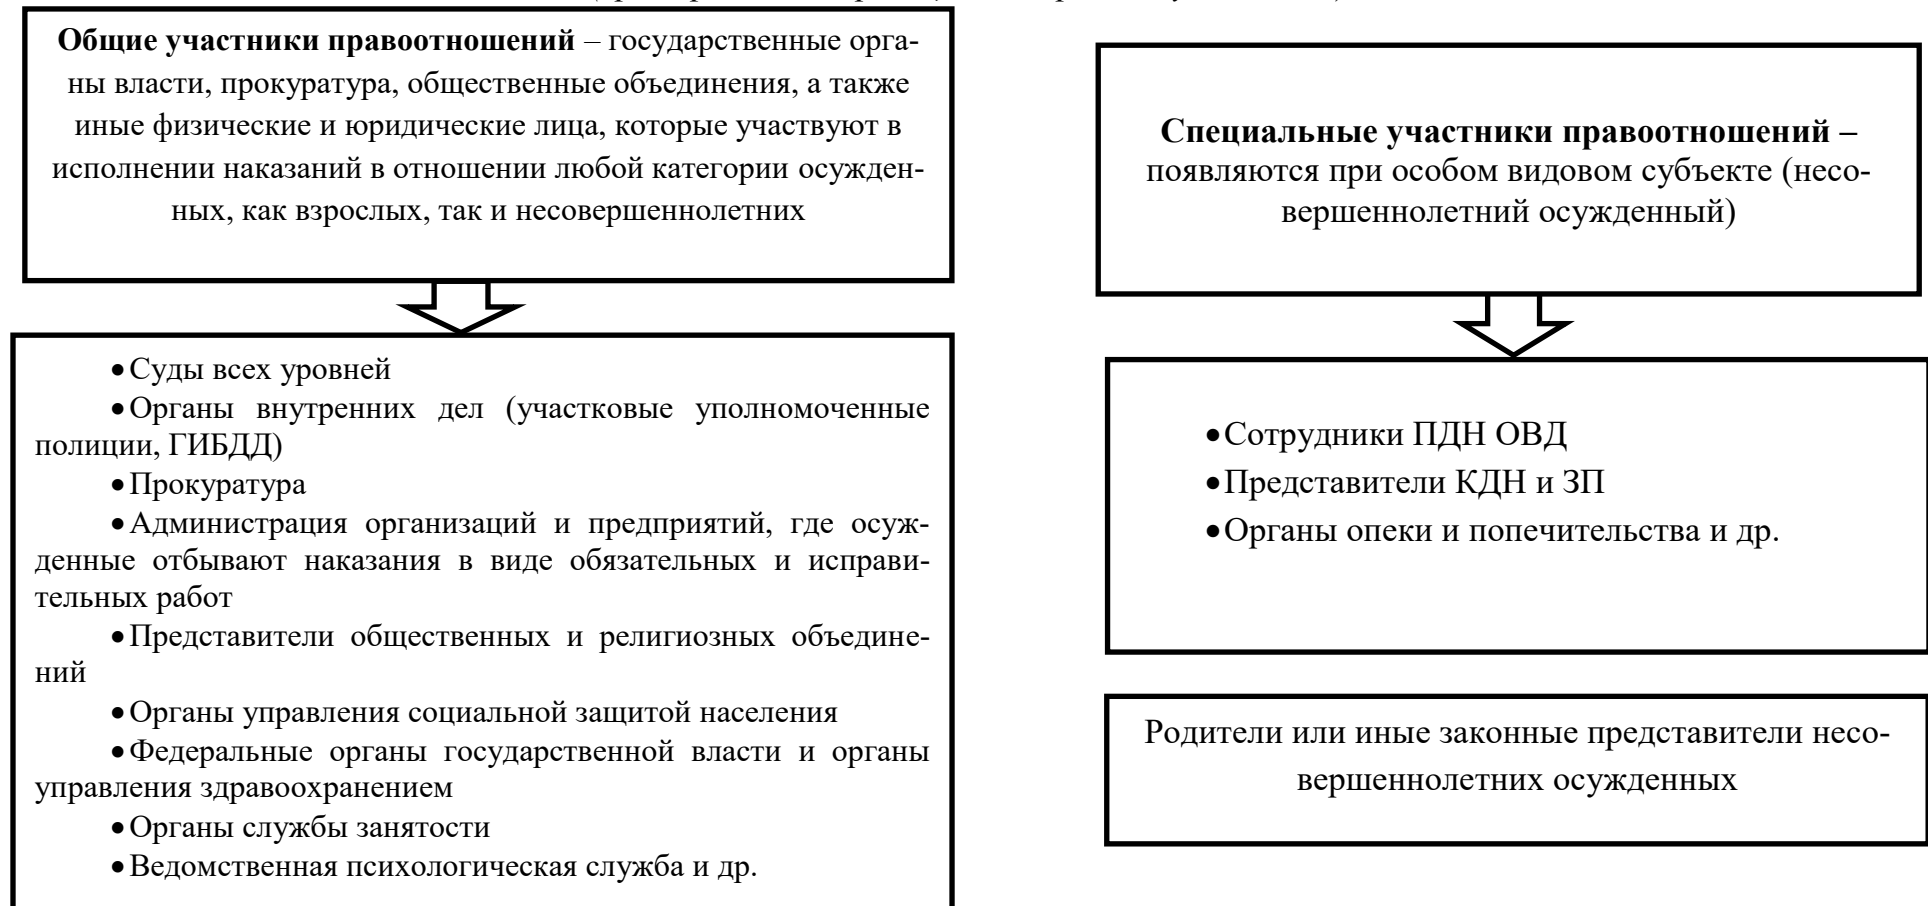 Общие участники правоотношений – государственные орга-
ны власти, прокуратура, общественные объединения, а также
иные физические и юридические лица, которые участвуют в
исполнении наказаний в отношении любой категории осужден-
ных, как взрослых, так и несовершеннолетних
•Суды всех уровней
•Органы внутренних дел (участковые уполномоченные
полиции, ГИБДД)
•Прокуратура
•Администрация организаций и предприятий, где осуж-
денные отбывают наказания в виде обязательных и исправи-
тельных работ
•Представители общественных и религиозных объедине-
ний
•Органы управления социальной защитой населения
•Федеральные органы государственной власти и органы
управления здравоохранением
•Органы службы занятости
•Ведомственная психологическая служба и др.
Специальные участники правоотношений –
появляются при особом видовом субъекте (несо-
вершеннолетний осужденный)
•Сотрудники ПДН ОВД
•Представители КДН и ЗП
•Органы опеки и попечительства и др.
Родители или иные законные представители несо-
вершеннолетних осужденных